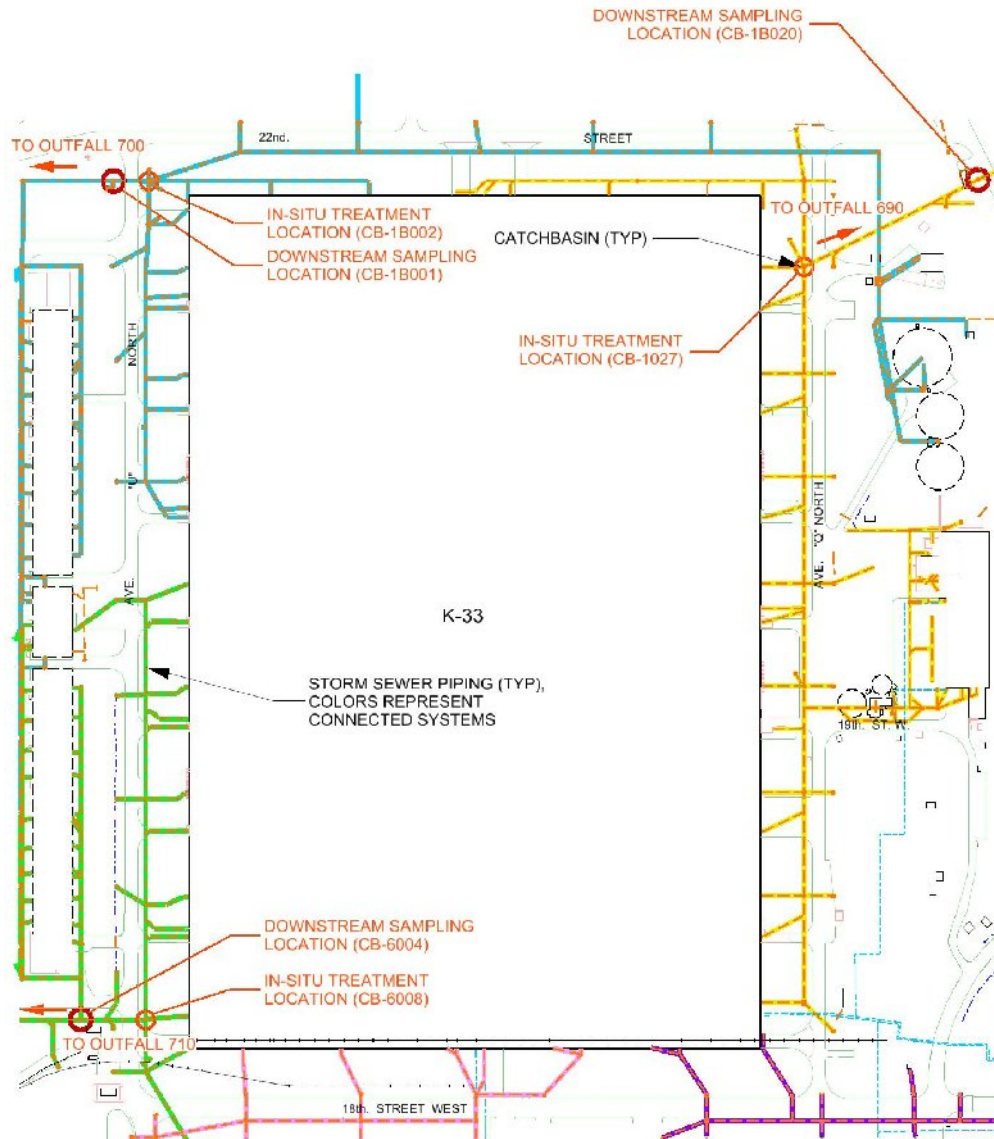 DOWNSTREAM SAMPLING
LOCATION (CB-1B020)
22nd.
STREET
TO OUTFALL 700
IN-SITU TREATMENT
LOCATION (CB-1B002)
DOWNSTREAM SAMPLING
LOCATION (CB-1B001)
TO OUTFALL 690
CATCHBASIN (TYP)
IN-SITU TREATMENT
LOCATION (CB-1027)
NORTH
"U"
AVE.
AVE. "Q" NORTH
K-33
STORM SEWER PIPING (TYP),
COLORS REPRESENT
CONNECTED SYSTEMS
19th. ST. W.
DOWNSTREAM SAMPLING
LOCATION (CB-6004)
IN-SITU TREATMENT
LOCATION (CB-6008)
TO OUTFALL 710
18th. STREET WEST